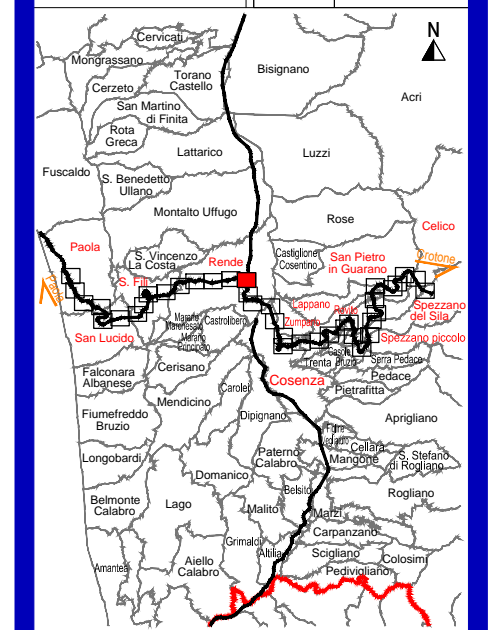 Cervicati
N
Mongrassano
Bisignano
Torano
Castello
Cerzeto
Acri
San Martino
di Finita
Rota
Greca
Lattarico
Luzzi
Fuscaldo
S. Benedetto
Ullano
Montalto Uffugo
Rose
Celico
Paola
S. Vincenzo
La Costa
Rende
Castiglione
Cosentino
San Pietro
in Guarano
Crotone
S. Fili
Paola
Lappano
Rovito
Spezzano
del Sila
Zumpano
Marano
Marchesato
Castrolibero
San Lucido
Marano
Principato
Spezzano piccolo
Casole
Bruzio
Trenta
Serra Pedace
Cerisano
Falconara
Albanese
Cosenza
Pedace
Pietrafitta
Carolei
Mendicino
Fiumefreddo
Bruzio
Dipignano
Aprigliano
Figline
Vegliaturo
Cellara
Mangone
Paterno
Calabro
S. Stefano
di Rogliano
Longobardi
Domanico
Belsito
Rogliano
Belmonte
Calabro
Lago
Malito
Marzi
Carpanzano
Grimaldi
Altilia
Scigliano
Colosimi
Aiello
Calabro
Amantea
Pedivigliano